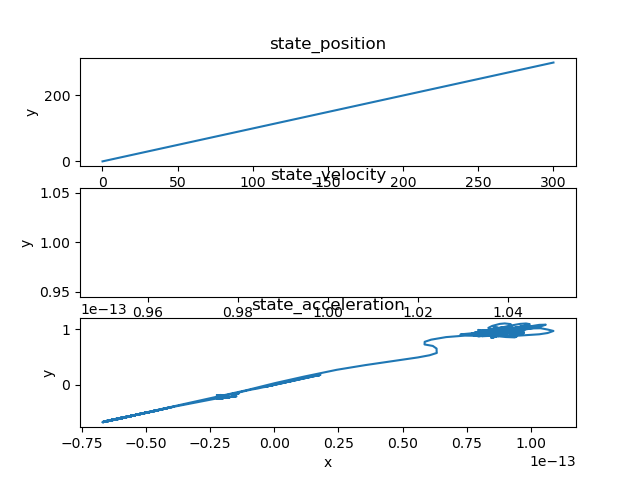 state_position
y
200
0
0 50 100 150 200 250 300
state_velocity
y
1.05
1.00
0.95
0.96 0.98 1.00 1.02 1.04
1e−13
state_acceleration
y
1
0
−0.75 −0.50 −0.25 0.00 0.25 0.50 0.75 1.00
x
1e−13